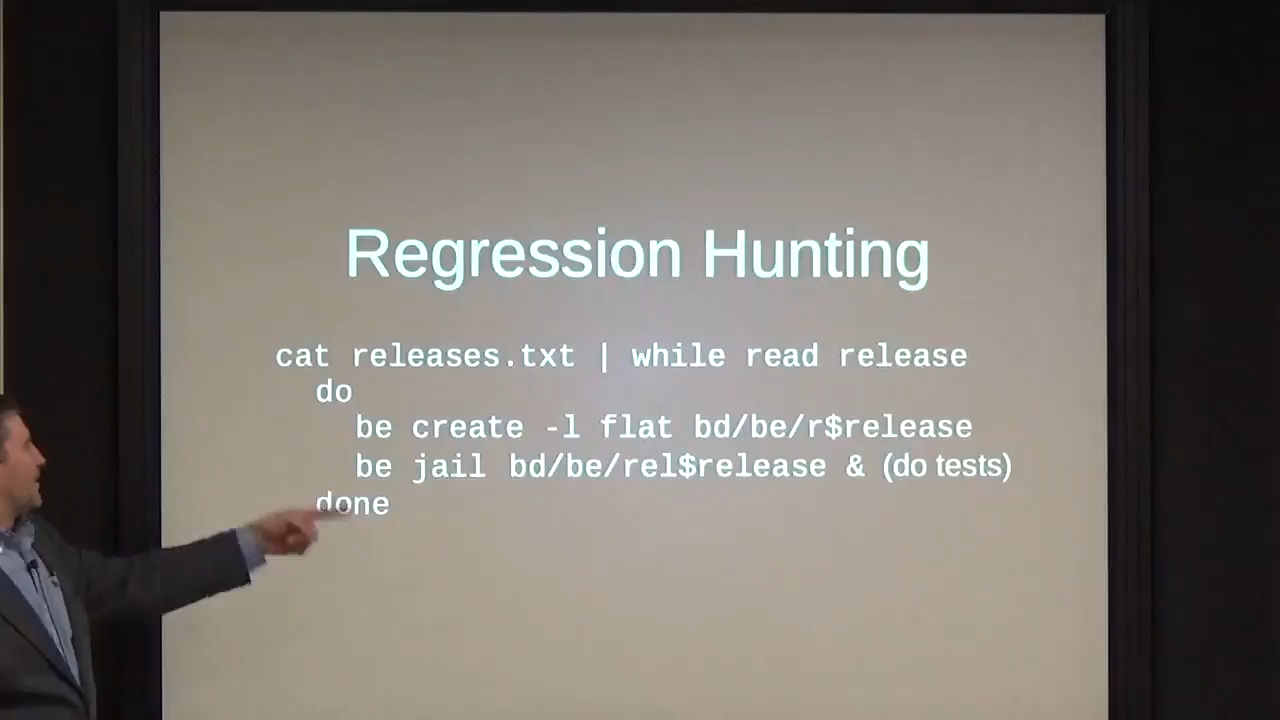 Regression Hunting
cat releases.txt | while read release
do
be create -l flat bd/be/r$release
be jail bd/be/rel$release & (do tests)
done